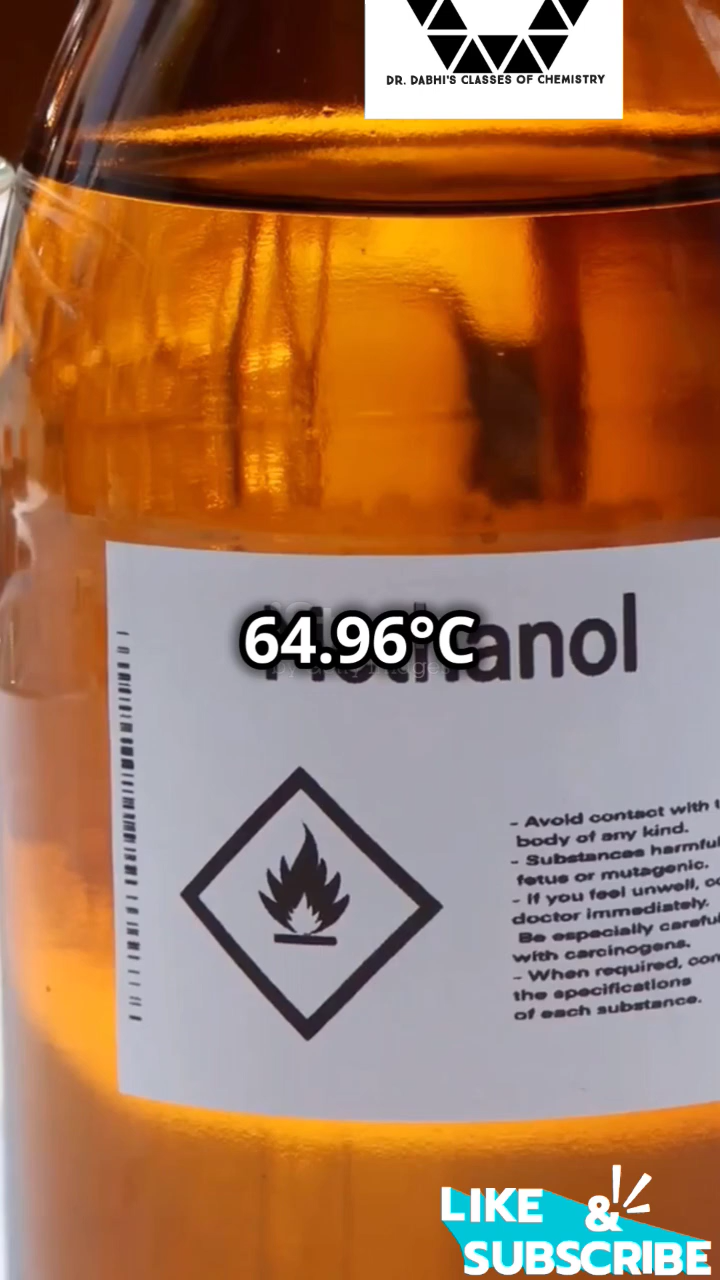 DR. DABHI'S CLASSES OF CHEMISTRY
64.96°C
- Avoid contact with
body of any kind.
- Substances harmful
fetus or mutagenic.
- If you feel unwell,
doctor immediately.
Be especially careful
with carcinogens.
- When required,
the specifications
of each substance.
LIKE &
SUBSCRIBE